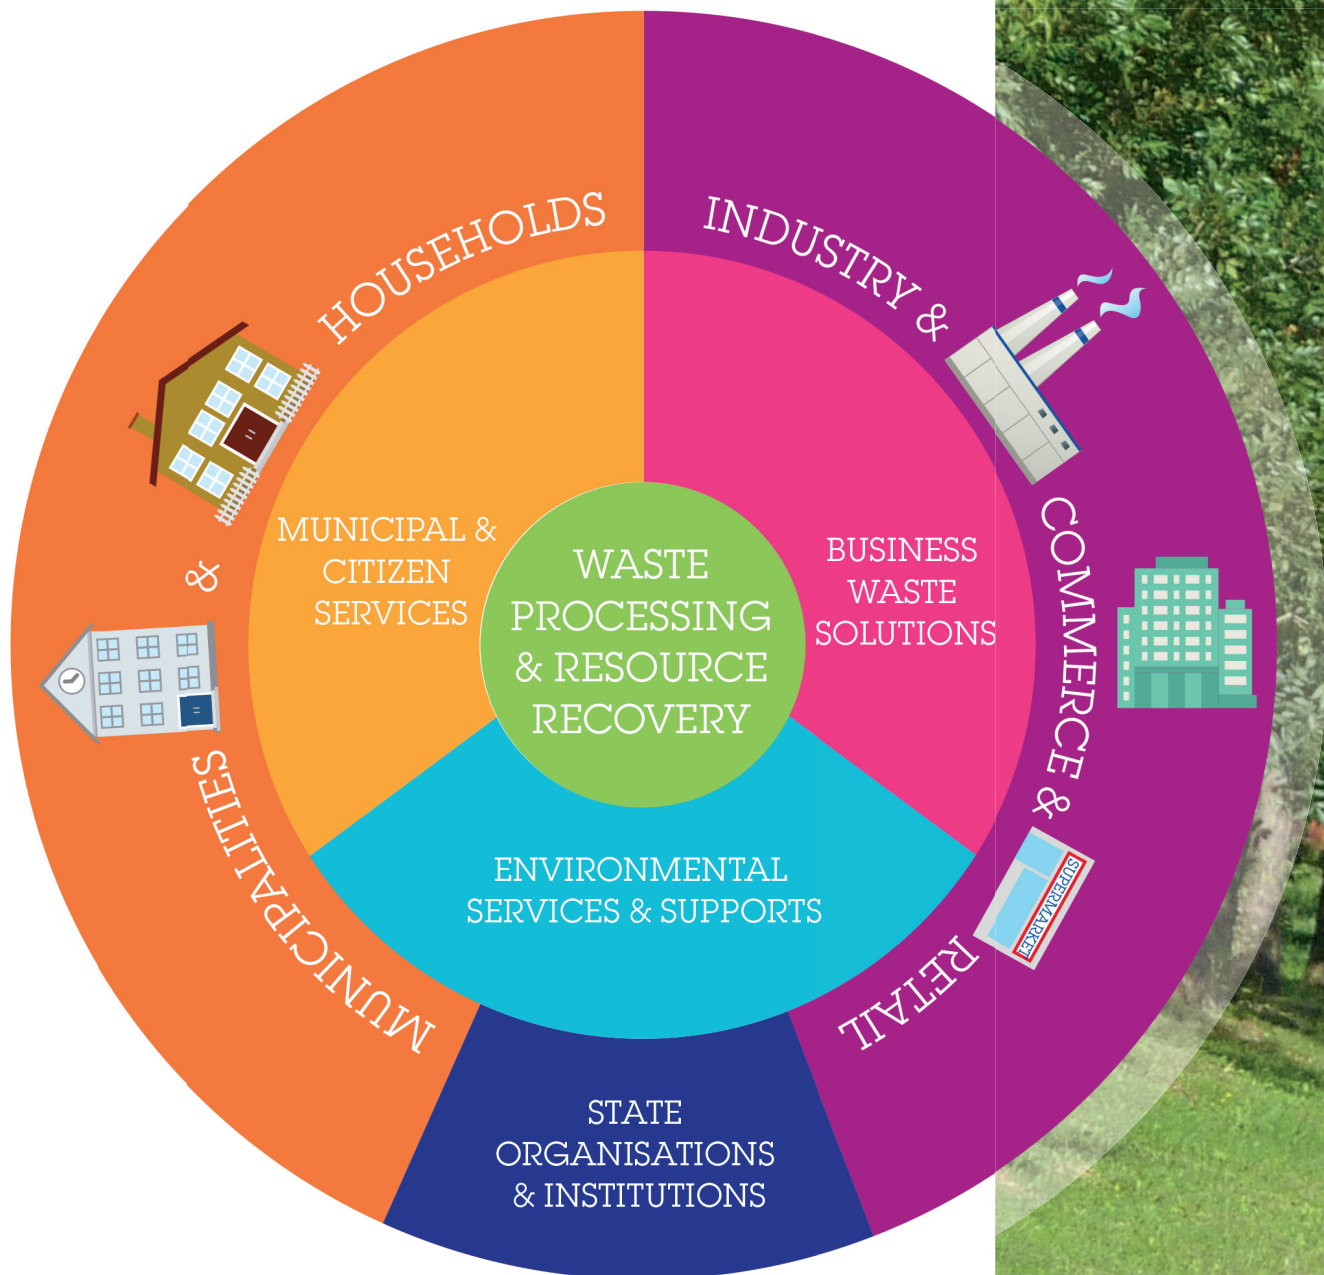 HOUSEHOLDS
&
MUNICIPALITIES
INDUSTRY &
COMMERCE &
RETAIL
SUPERMARKET
MUNICIPAL &
CITIZEN
SERVICES
WASTE
PROCESSING
& RESOURCE
RECOVERY
BUSINESS
WASTE
SOLUTIONS
ENVIRONMENTAL
SERVICES & SUPPORTS
STATE
ORGANISATIONS
& INSTITUTIONS